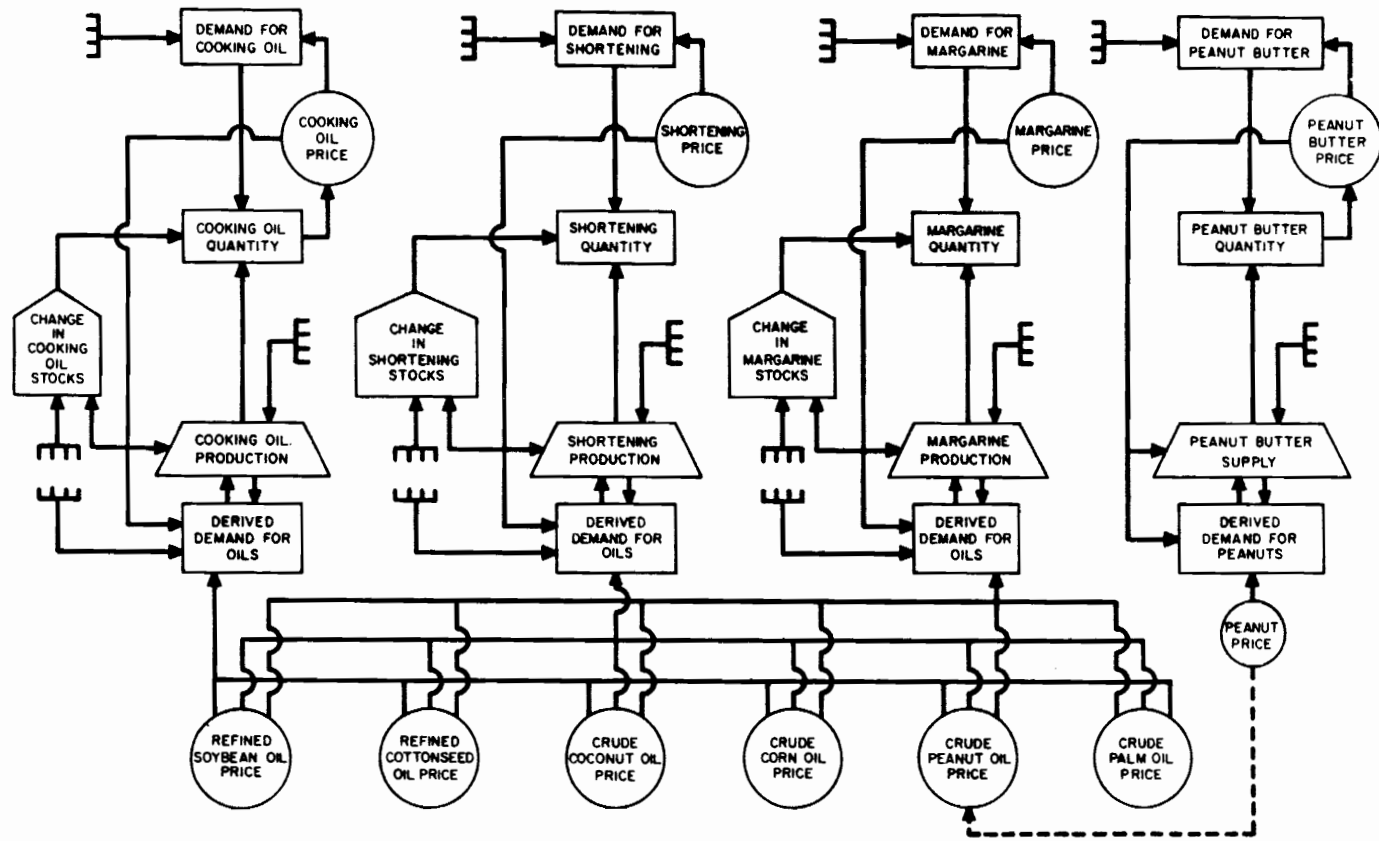 DEMAND FOR
COOKING OIL
DEMAND FOR
SHORTENING
DEMAND FOR
MARGARINE
DEMAND FOR
PEANUT BUTTER
COOKING
OIL
PRICE
SHORTENING
PRICE
MARGARINE
PRICE
PEANUT
BUTTER
PRICE
COOKING OIL
QUANTITY
SHORTENING
QUANTITY
MARGARINE
QUANTITY
PEANUT BUTTER
QUANTITY
CHANGE
IN
COOKING
OIL
STOCKS
CHANGE
IN
SHORTENING
STOCKS
CHANGE
IN
MARGARINE
STOCKS
COOKING OIL.
PRODUCTION
SHORTENING
PRODUCTION
MARGARINE
PRODUCTION
PEANUT BUTTER
SUPPLY
DERIVED
DEMAND FOR
OILS
DERIVED
DEMAND FOR
OILS
DERIVED
DEMAND FOR
OILS
DERIVED
DEMAND FOR
PEANUTS
PEANUT
PRICE
REFINED
SOYBEAN OIL
PRICE
REFINED
COTTONSEED
OIL PRICE
CRUDE
COCONUT OIL
PRICE
CRUDE
CORN OIL
PRICE
CRUDE
PEANUT OIL
PRICE
CRUDE
PALM OIL
PRICE